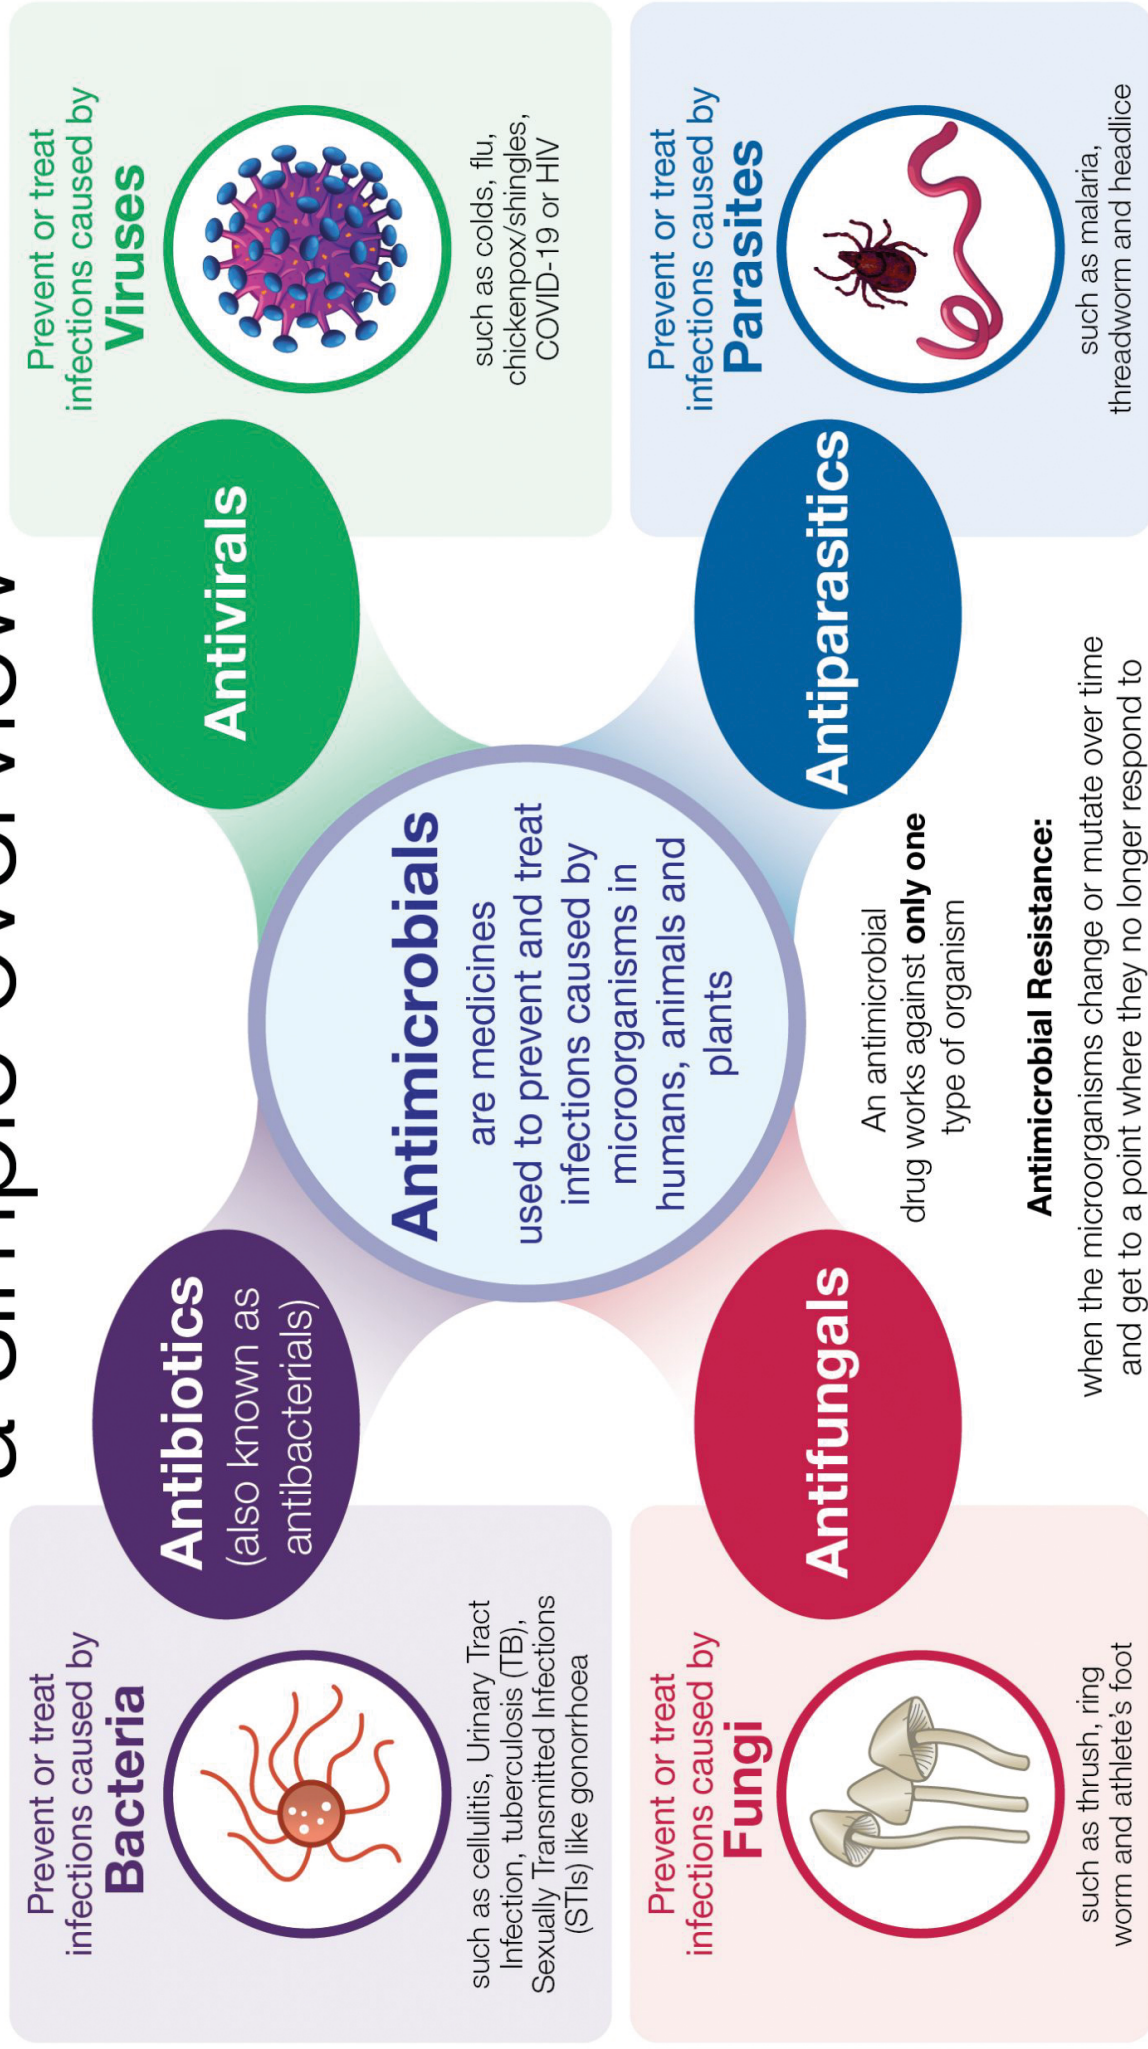 a simple overview
Prevent or treat
infections caused by
Bacteria
such as cellulitis, Urinary Tract
Infection, tuberculosis (TB),
Sexually Transmitted Infections
(STIs) like gonorrhoea
Antibiotics
(also known as
antibacterials)
Antivirals
Prevent or treat
infections caused by
Viruses
such as colds, flu,
chickenpox/shingles,
COVID-19 or HIV
Antimicrobials
are medicines
used to prevent and treat
infections caused by
microorganisms in
humans, animals and
plants
Prevent or treat
infections caused by
Fungi
such as thrush, ring
worm and athlete's foot
Antifungals
An antimicrobial
drug works against only one
type of organism
Antiparasitics
Prevent or treat
infections caused by
Parasites
such as malaria,
threadworm and headlice
Antimicrobial Resistance:
when the microorganisms change or mutate over time
and get to a point where they no longer respond to